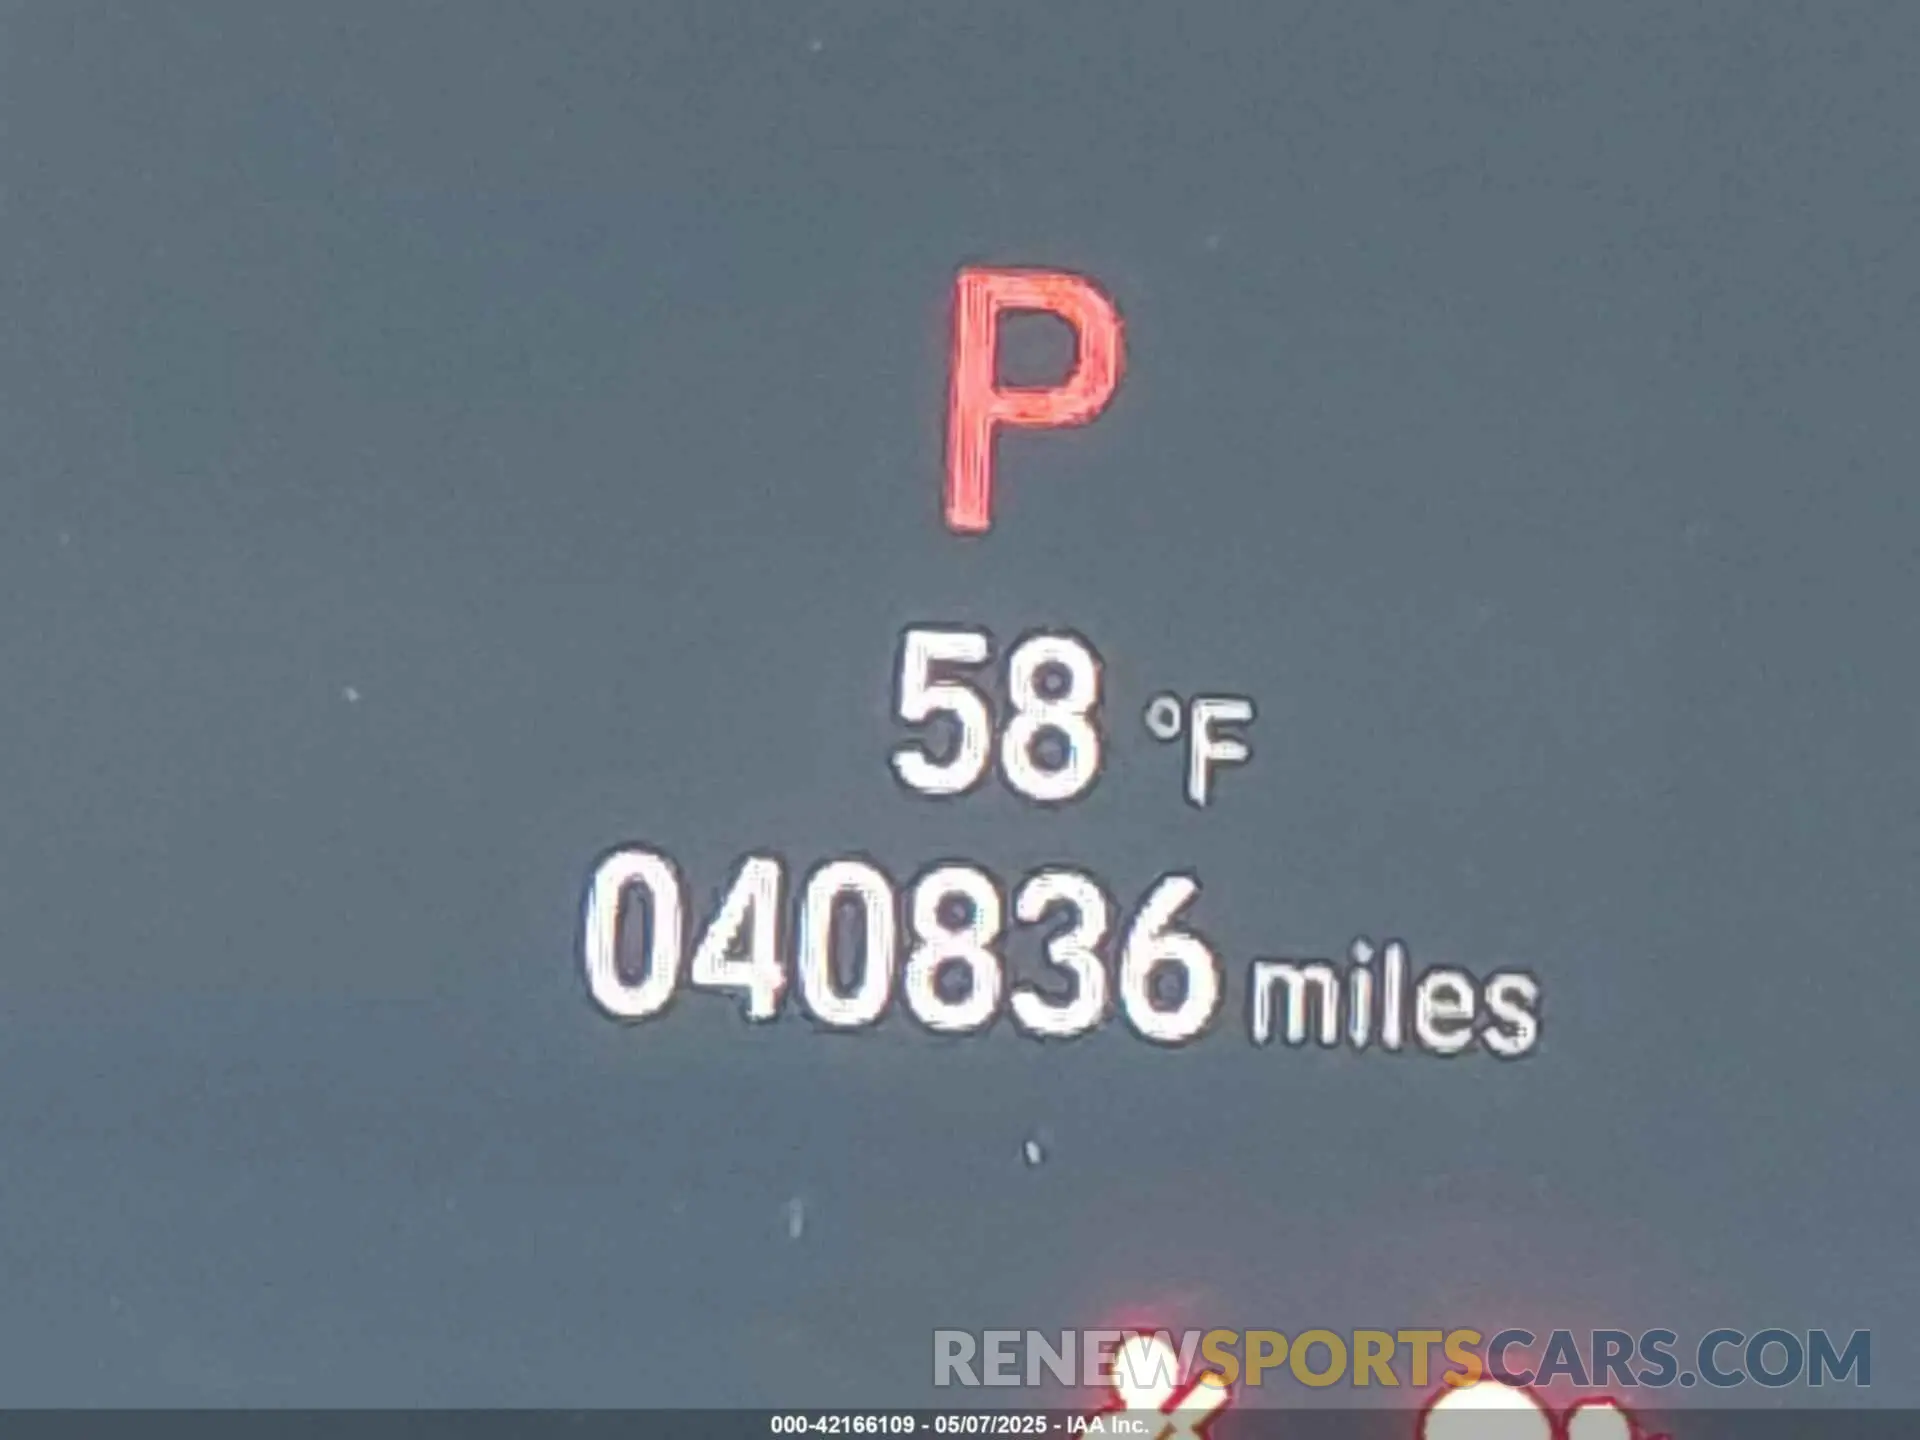 P
58 °F
040836 miles
RENEWSPORTSCARS.COM
000-42166109 - 05/07/2025 - IAA Inc.